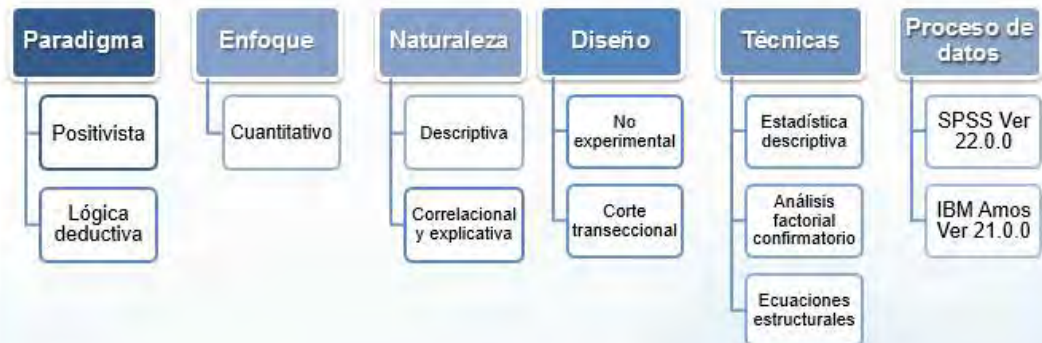 Paradigma
Positivista
Lógica
deductiva
Enfoque
Cuantitativo
Naturaleza
Descriptiva
Correlacional
y explicativa
Diseño
No
experimental
Corte
transeccional
Técnicas
Estadística
descriptiva
Análisis
factorial
confirmatorio
Ecuaciones
estructurales
Proceso de
datos
SPSS Ver
22.0.0
IBM Amos
Ver 21.0.0